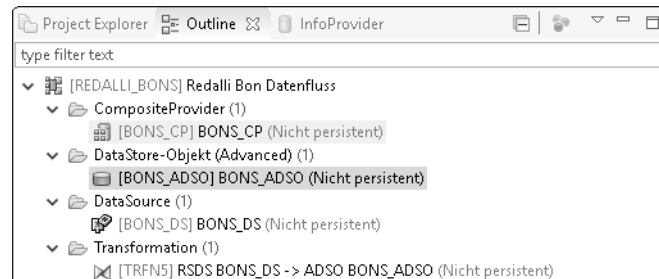 Project Explorer Outline InfoProvider
type filter text
[REDALLI_BONS] Redalli Bon Datenfluss
CompositeProvider (1)
[BONS_CP] BONS_CP (Nicht persistent)
DataStore-Objekt (Advanced) (1)
[BONS_ADSO] BONS_ADSO (Nicht persistent)
DataSource (1)
[BONS_DS] BONS_DS (Nicht persistent)
Transformation (1)
[TRFN5] RSDS BONS_DS -> ADSO BONS_ADSO (Nicht persistent)